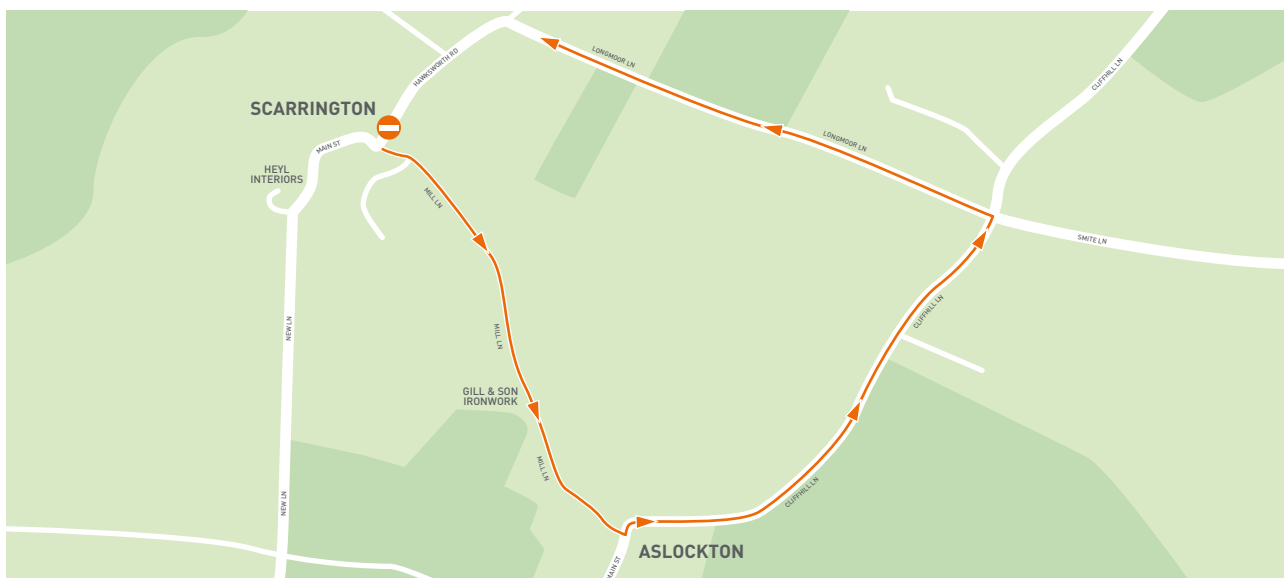 LONGMOOR LN
CLIFFHILL LN
HAWKSWORTH RD
SCARRINGTON
LONGMOOR LN
MAIN ST
HEYL
INTERIORS
MILL LN
SMITE LN
CLIFFHILL LN
NEW LN
MILL LN
GILL & SON
IRONWORK
MILL LN
CLIFFHILL LN
NEW LN
ASLOCKTON
MAIN ST